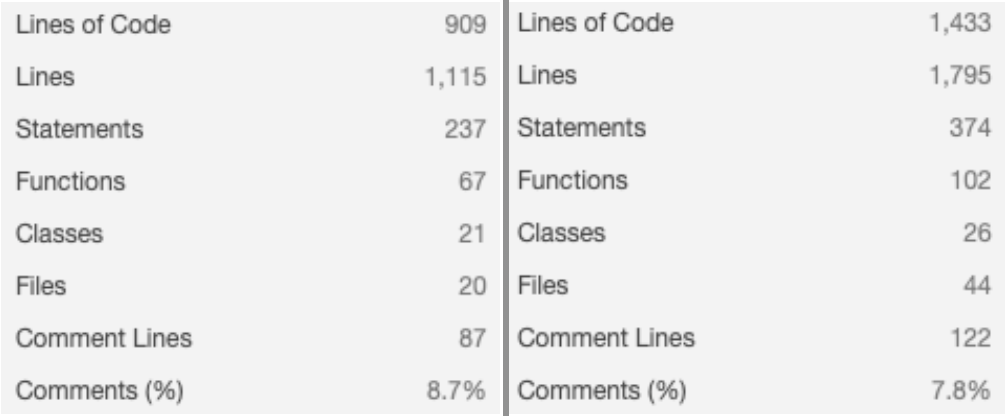 Lines of Code 909
Lines 1,115
Statements 237
Functions 67
Classes 21
Files 20
Comment Lines 87
Comments (%) 8.7%
Lines of Code 1,433
Lines 1,795
Statements 374
Functions 102
Classes 26
Files 44
Comment Lines 122
Comments (%) 7.8%